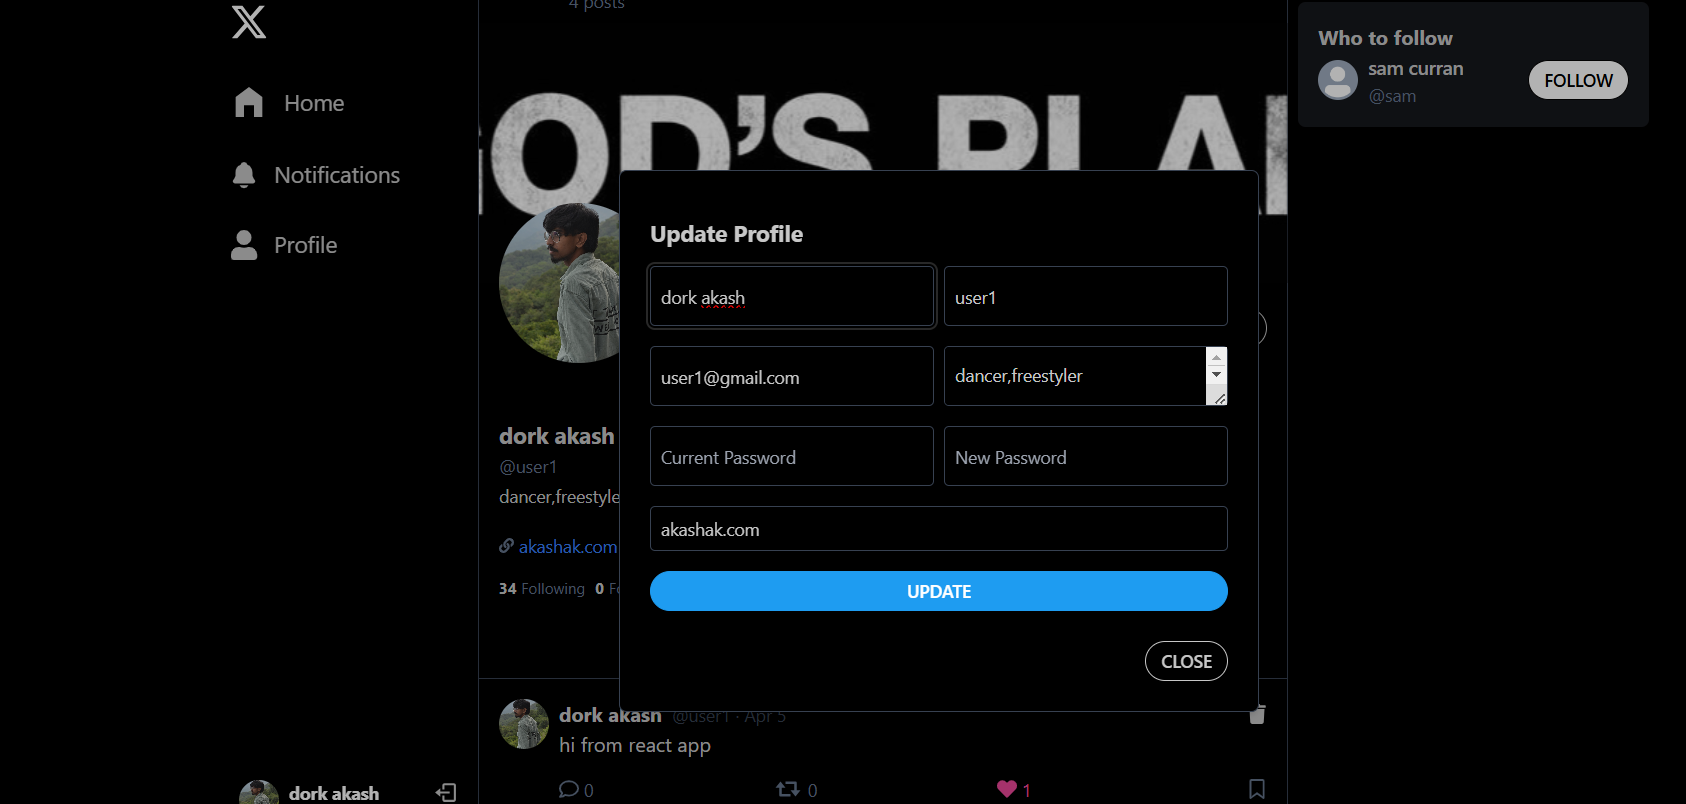 4 posts
Home
Notifications
Profile
dork akash
GOD'S PLA
dork akash
@user1
dancer,freestyle
akashak.com
34 Following 0 Fo
Update Profile
dork akash
user1
user1@gmail.com
dancer,freestyler
Current Password
New Password
akashak.com
UPDATE
CLOSE
dork akash @user1 · Apr 5
hi from react app
0
0
1
Who to follow
sam curran
@sam
FOLLOW